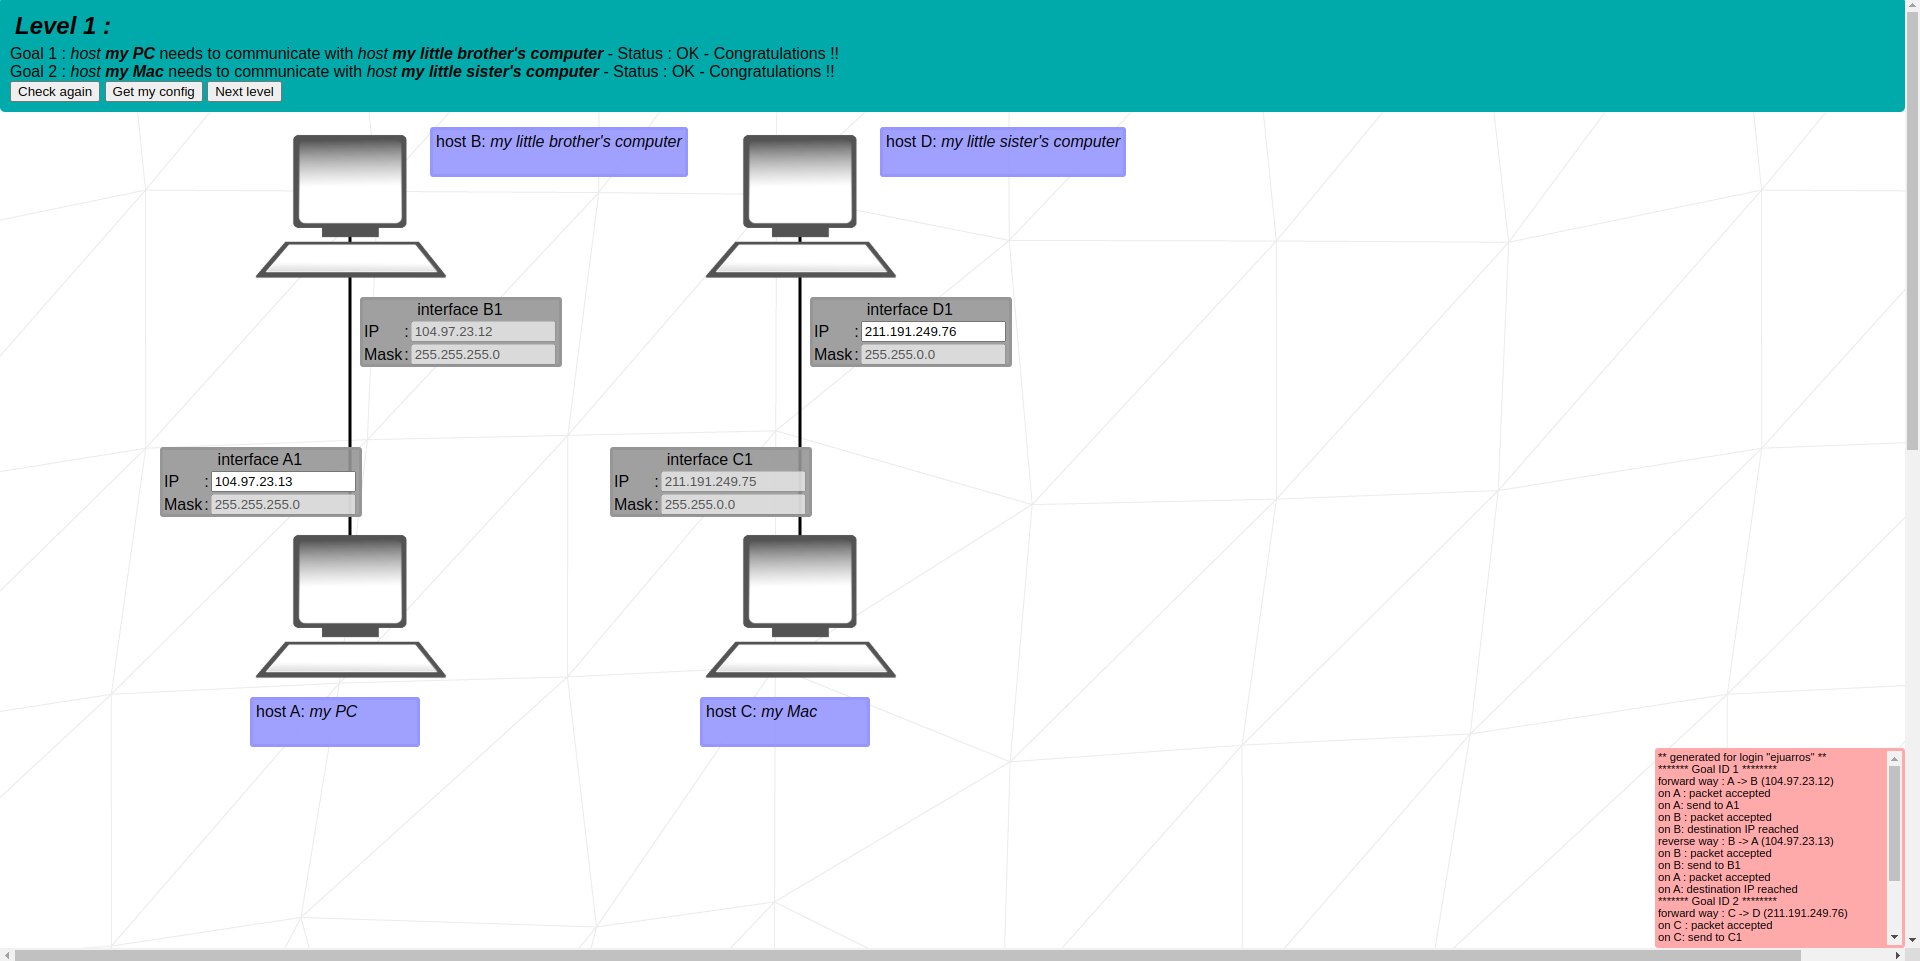 Level 1 :
Goal 1 : host my PC needs to communicate with host my little brother's computer - Status : OK - Congratulations !!
Goal 2 : host my Mac needs to communicate with host my little sister's computer - Status : OK - Congratulations !!
Check again Get my config Next level
host B: my little brother's computer
host D: my little sister's computer
interface B1
IP : 104.97.23.12
Mask : 255.255.255.0
interface D1
IP : 211.191.249.76
Mask : 255.255.0.0
interface A1
IP : 104.97.23.13
Mask : 255.255.255.0
interface C1
IP : 211.191.249.75
Mask : 255.255.0.0
host A: my PC
host C: my Mac
** generated for login "ejuarros" **
******* Goal ID 1 ********
forward way : A -> B (104.97.23.12)
on A : packet accepted
on A: send to A1
on B : packet accepted
on B: destination IP reached
reverse way : B -> A (104.97.23.13)
on B : packet accepted
on B: send to B1
on A : packet accepted
on A: destination IP reached
******* Goal ID 2 ********
forward way : C -> D (211.191.249.76)
on C : packet accepted
on C: send to C1